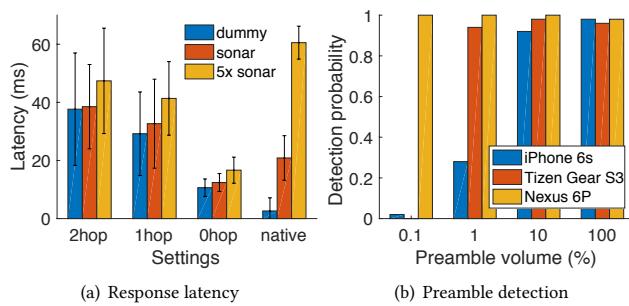 60
40
20
0
Latency (ms)
dummy
sonar
5x sonar
2hop 1hop 0hop native
Settings
(a) Response latency
1
0.8
0.6
0.4
0.2
0
Detection probability
iPhone 6s
Tizen Gear S3
Nexus 6P
0.1 1 10 100
Preamble volume (%)
(b) Preamble detection